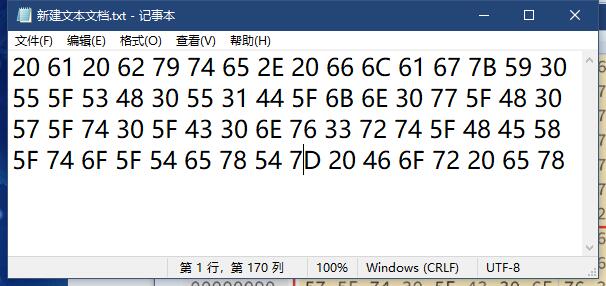 新建文本文档.txt - 记事本
文件(F) 编辑(E) 格式(O) 查看(V) 帮助(H)
20 61 20 62 79 74 65 2E 20 66 6C 61 67 7B 59 30
55 5F 53 48 30 55 31 44 5F 6B 6E 30 77 5F 48 30
57 5F 74 30 5F 43 30 6E 76 33 72 74 5F 48 45 58
5F 74 6F 5F 54 65 78 54 7D 20 46 6F 72 20 65 78
第 1 行，第 170 列 100% Windows (CRLF) UTF-8